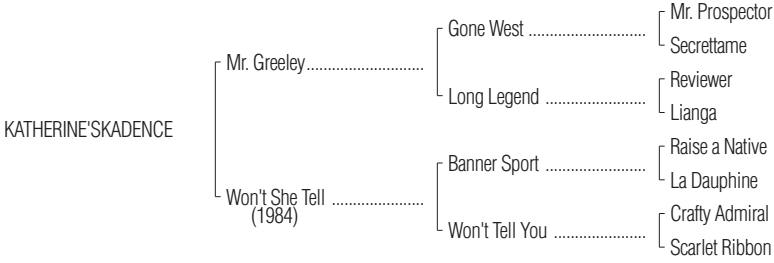 Mr. Prospector
Gone West ............................
Secrettame
Mr. Greeley............................
Reviewer
Long Legend ........................
Lianga
KATHERINE'SKADENCE
Raise a Native
Banner Sport ........................
La Dauphine
Won't She Tell ......................
(1984)
Crafty Admiral
Won't Tell You ......................
Scarlet Ribbon